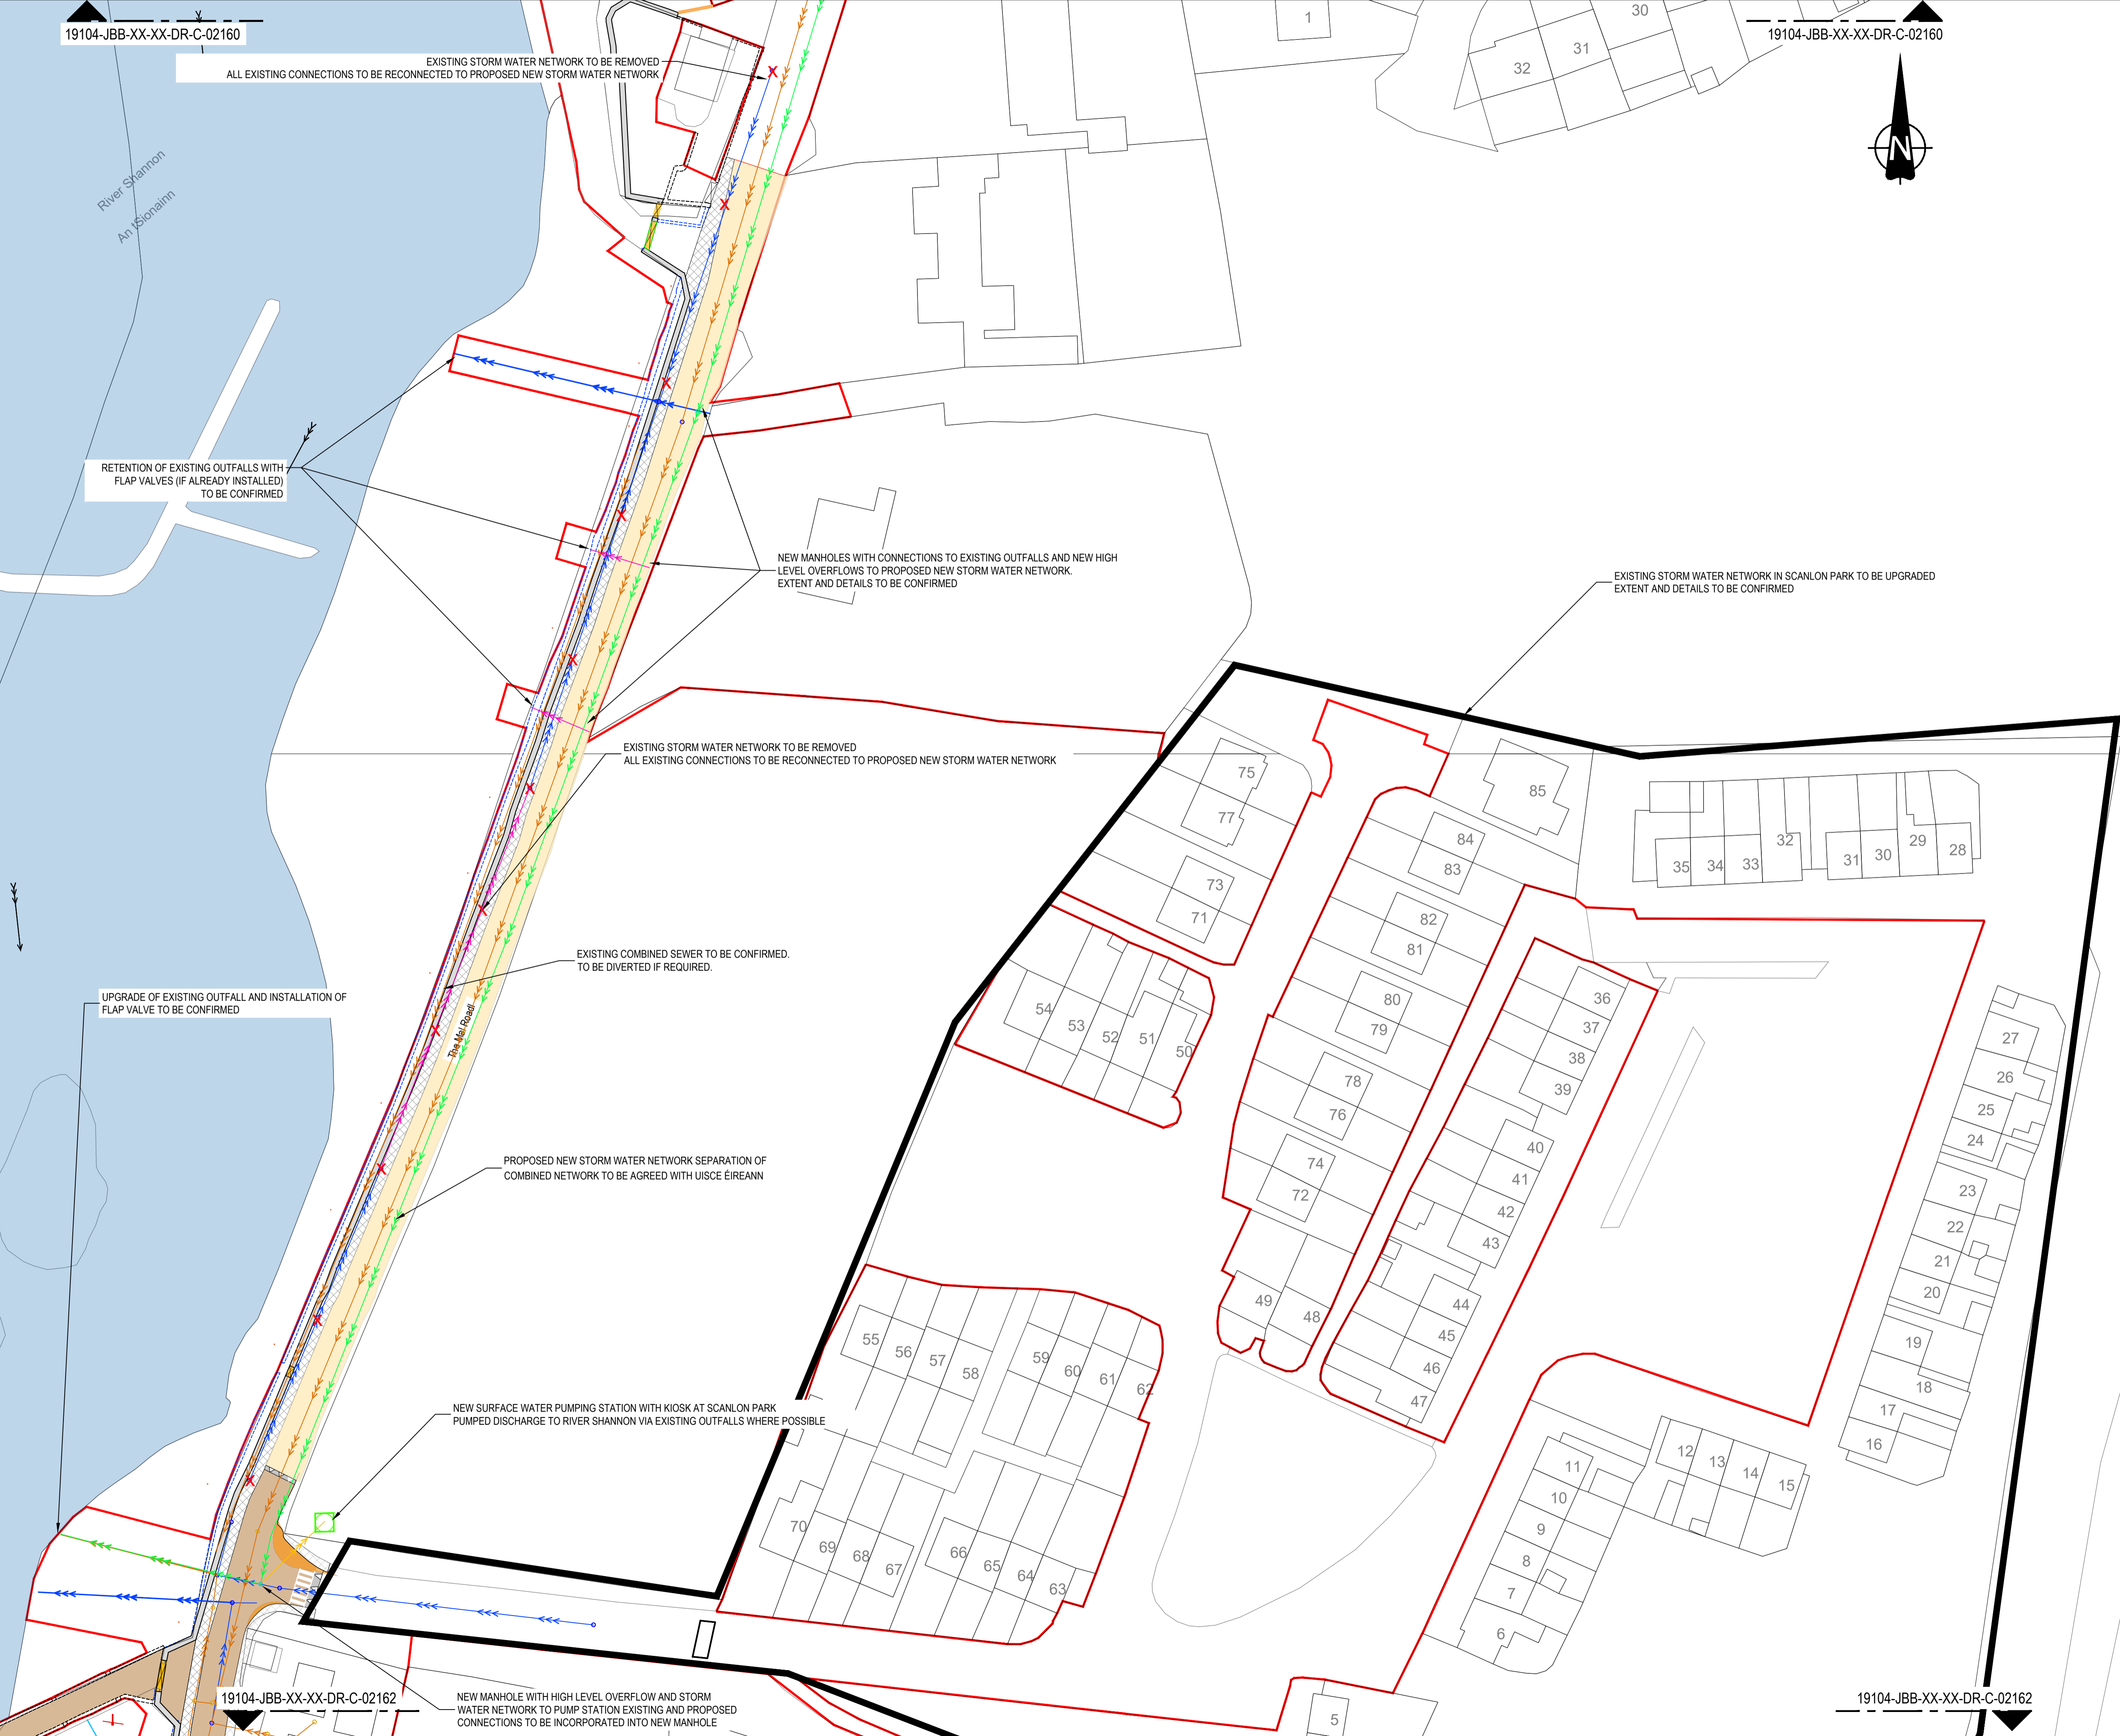 19104-JBB-XX-XX-DR-C-02160
19104-JBB-XX-XX-DR-C-02160
EXISTING STORM WATER NETWORK TO BE REMOVED
ALL EXISTING CONNECTIONS TO BE RECONNECTED TO PROPOSED NEW STORM WATER NETWORK
1
30
31
32
N
River Shannon
An tSionainn
RETENTION OF EXISTING OUTFALLS WITH
FLAP VALVES (IF ALREADY INSTALLED)
TO BE CONFIRMED
NEW MANHOLES WITH CONNECTIONS TO EXISTING OUTFALLS AND NEW HIGH
LEVEL OVERFLOWS TO PROPOSED NEW STORM WATER NETWORK.
EXTENT AND DETAILS TO BE CONFIRMED
EXISTING STORM WATER NETWORK IN SCANLON PARK TO BE UPGRADED
EXTENT AND DETAILS TO BE CONFIRMED
EXISTING STORM WATER NETWORK TO BE REMOVED
ALL EXISTING CONNECTIONS TO BE RECONNECTED TO PROPOSED NEW STORM WATER NETWORK
EXISTING COMBINED SEWER TO BE CONFIRMED.
TO BE DIVERTED IF REQUIRED.
UPGRADE OF EXISTING OUTFALL AND INSTALLATION OF
FLAP VALVE TO BE CONFIRMED
The Mal Road
PROPOSED NEW STORM WATER NETWORK SEPARATION OF
COMBINED NETWORK TO BE AGREED WITH UISCE ÉIREANN
NEW SURFACE WATER PUMPING STATION WITH KIOSK AT SCANLON PARK
PUMPED DISCHARGE TO RIVER SHANNON VIA EXISTING OUTFALLS WHERE POSSIBLE
75
77
73
71
85
84
83
82
81
80
79
78
76
74
72
49
48
54
53
52
51
50
35
34
33
32
31
30
29
28
36
37
38
39
40
41
42
43
44
45
46
47
27
26
25
24
23
22
21
20
19
18
17
16
55
56
57
58
59
60
61
62
70
69
68
67
66
65
64
63
11
10
9
8
7
6
12
13
14
15
5
19104-JBB-XX-XX-DR-C-02162
NEW MANHOLE WITH HIGH LEVEL OVERFLOW AND STORM
WATER NETWORK TO PUMP STATION EXISTING AND PROPOSED
CONNECTIONS TO BE INCORPORATED INTO NEW MANHOLE
19104-JBB-XX-XX-DR-C-02162